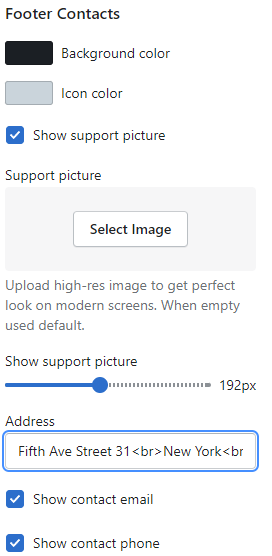 Footer Contacts
Background color
Icon color
Show support picture
Support picture
Select Image
Upload high-res image to get perfect
look on modern screens. When empty
used default.
Show support picture
192px
Address
Fifth Ave Street 31<br>New York<br
Show contact email
Show contact phone